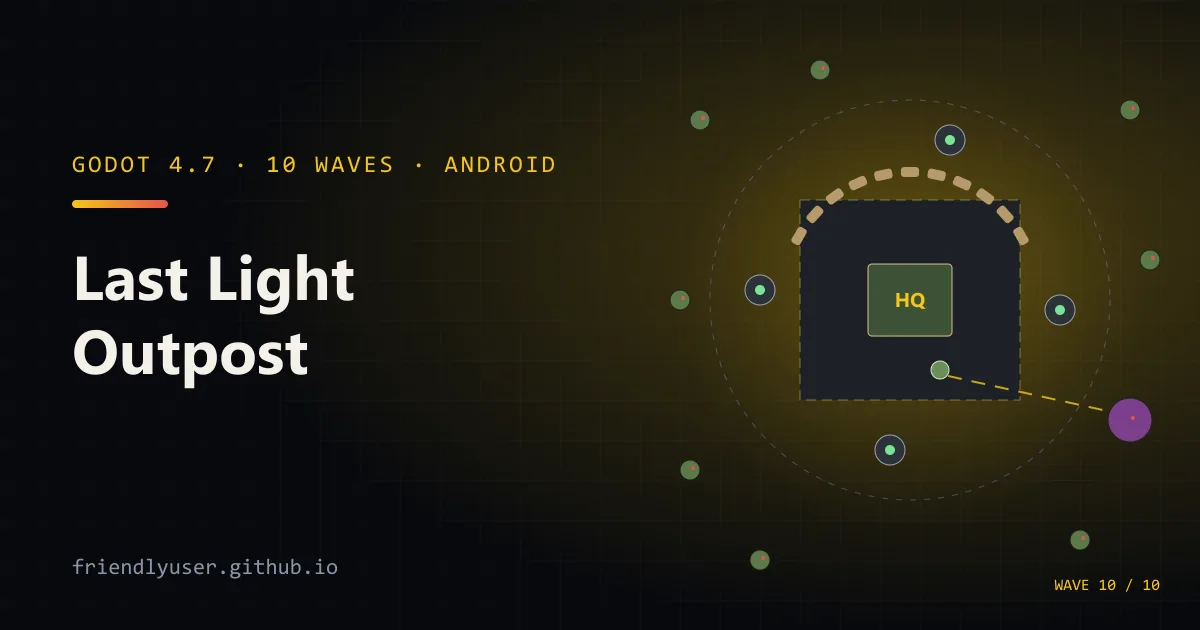 GODOT 4.7 · 10 WAVES · ANDROID
Last Light
Outpost
HQ
friendlyuser.github.io
WAVE 10 / 10